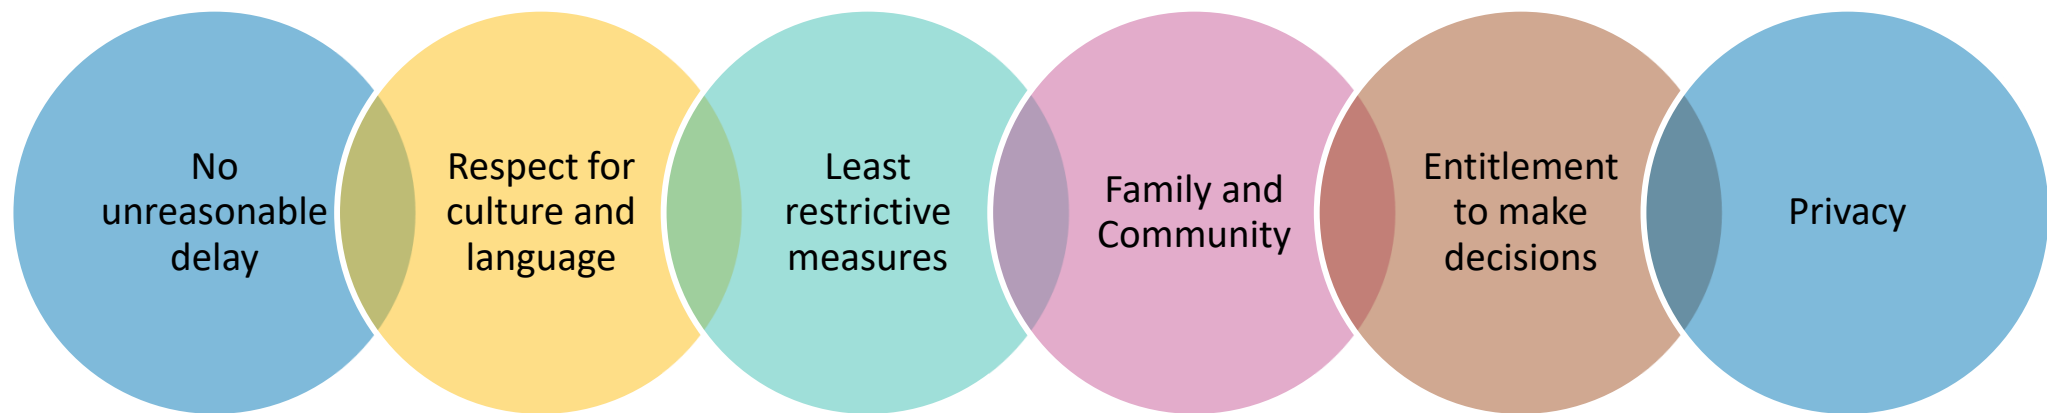 No
unreasonable
delay
Respect for
culture and
language
Least
restrictive
measures
Family and
Community
Entitlement
to make
decisions
Privacy